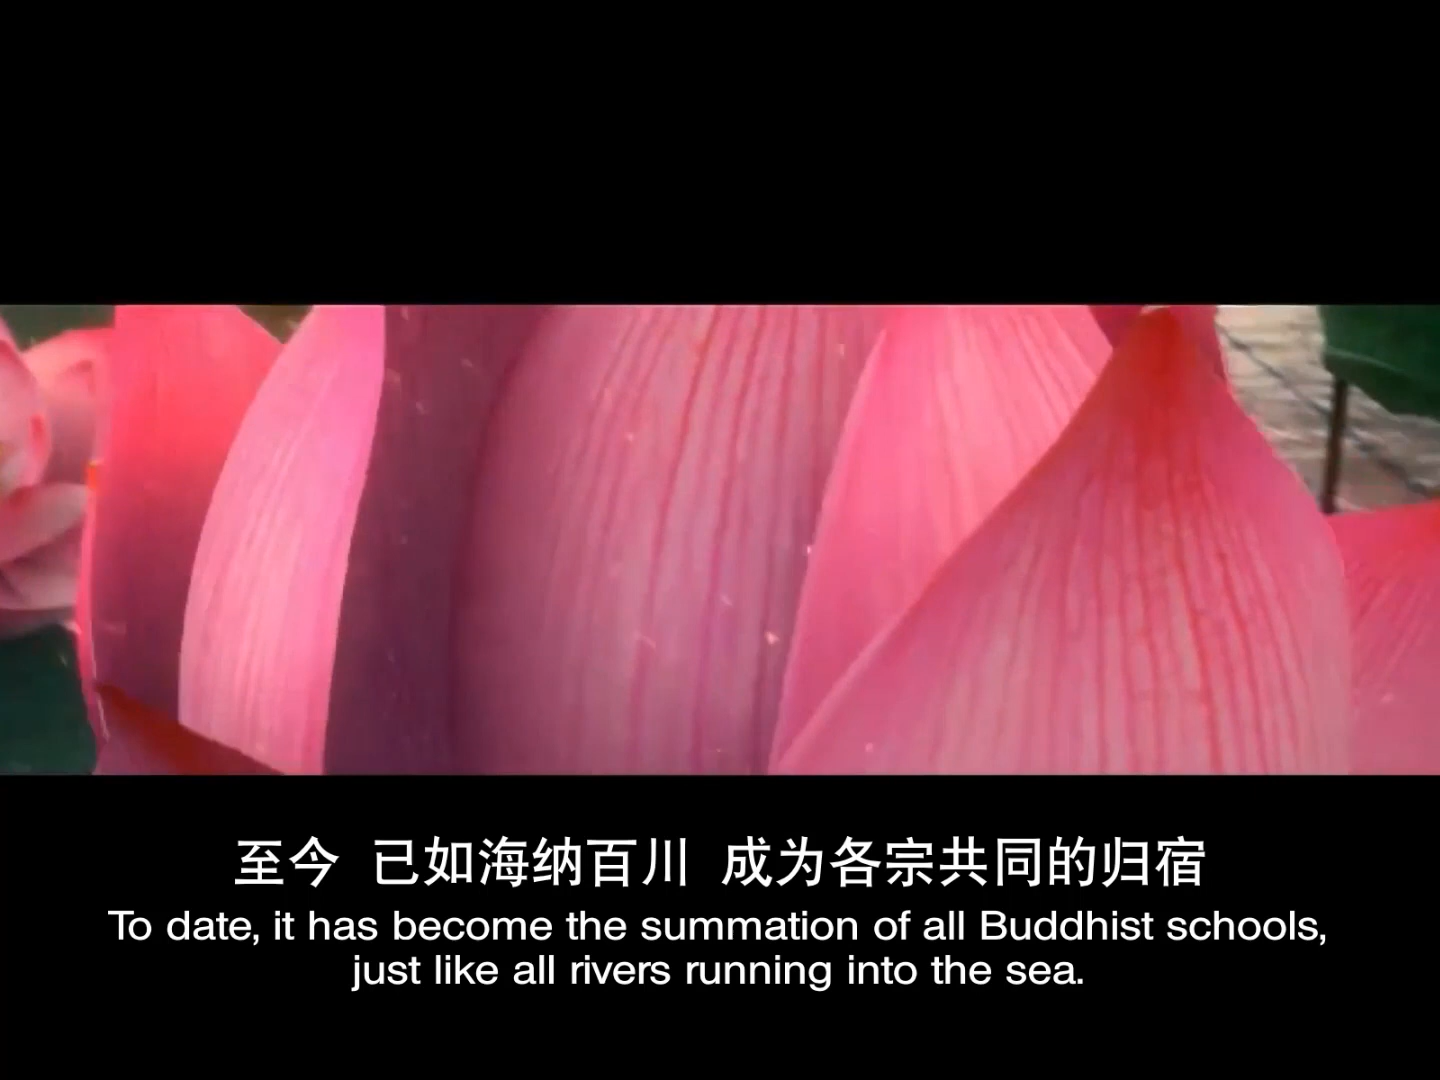 至今 已如海纳百川 成为各宗共同的归宿
To date, it has become the summation of all Buddhist schools,
just like all rivers running into the sea.